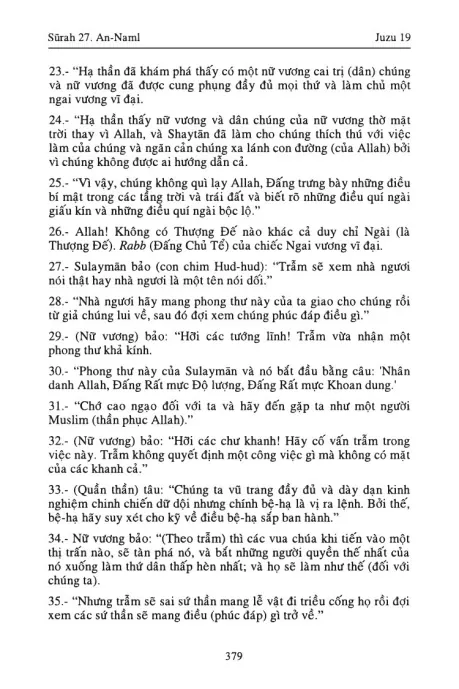 Sūrah 27. An-Naml Juzu 19
23.- “Hạ thần đã khám phá thấy có một nữ vương cai trị (dân) chúng
và nữ vương đã được cung phụng đầy đủ mọi thứ và làm chủ một
ngai vương vĩ đại.
24.- “Hạ thần thấy nữ vương và dân chúng của nữ vương thờ mặt
trời thay vì Allah, và Shaytān đã làm cho chúng thích thú với việc
làm của chúng và ngăn cản chúng xa lánh con đường (của Allah) bởi
vì chúng không được ai hướng dẫn cả.
25.- “Vì vậy, chúng không quì lạy Allah, Đấng trưng bày những điều
bí mật trong các tầng trời và trái đất và biết rõ những điều quí ngài
giấu kín và những điều quí ngài bộc lộ.”
26.- Allah! Không có Thượng Đế nào khác cả duy chỉ Ngài (là
Thượng Đế). Rabb (Đấng Chủ Tể) của chiếc Ngai vương vĩ đại.
27.- Sulaymān bảo (con chim Hud-hud): “Trẫm sẽ xem nhà ngươi
nói thật hay nhà ngươi là một tên nói dối.”
28.- “Nhà ngươi hãy mang phong thư này của ta giao cho chúng rồi
từ giả chúng lui về, sau đó đợi xem chúng phúc đáp điều gì.”
29.- (Nữ vương) bảo: “Hỡi các tướng lĩnh! Trẫm vừa nhận một
phong thư khả kính.
30.- “Phong thư này của Sulaymān và nó bắt đầu bằng câu: 'Nhân
danh Allah, Đấng Rất mực Độ lượng, Đấng Rất mực Khoan dung.'
31.- “Chớ cao ngạo đối với ta và hãy đến gặp ta như một người
Muslim (thần phục Allah).”
32.- (Nữ vương) bảo: “Hỡi các chư khanh! Hãy cố vấn trẫm trong
việc này. Trẫm không quyết định một công việc gì mà không có mặt
của các khanh cả.”
33.- (Quần thần) tâu: “Chúng ta vũ trang đầy đủ và dày dạn kinh
nghiệm chinh chiến dữ dội nhưng chính bệ-hạ là vị ra lệnh. Bởi thế,
bệ-hạ hãy suy xét cho kỹ về điều bệ-hạ sắp ban hành.”
34.- Nữ vương bảo: “(Theo trẫm) thì các vua chúa khi tiến vào một
thị trấn nào, sẽ tàn phá nó, và bắt những người quyền thế nhất của
nó xuống làm thứ dân thấp hèn nhất; và họ sẽ làm như thế (đối với
chúng ta).
35.- “Nhưng trẫm sẽ sai sứ thần mang lễ vật đi triều cống họ rồi đợi
xem các sứ thần sẽ mang điều (phúc đáp) gì trở về.”
379